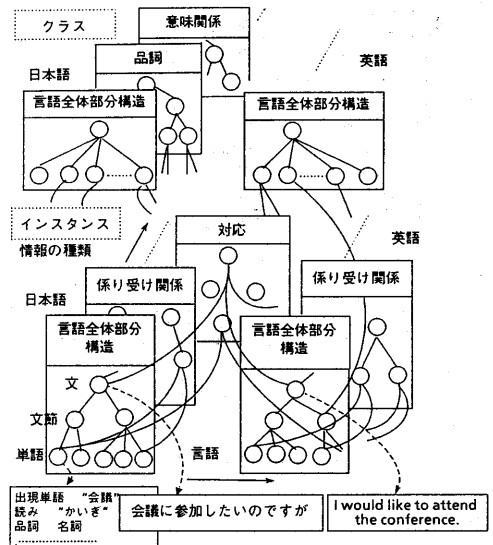 クラス
意味関係
品詞
日本語
英語
言語全体部分構造
言語全体部分構造
インスタンス
情報の種類
対応
英語
係り受け関係
係り受け関係
日本語
言語全体部分
構造
言語全体部分
構造
文
文節
単語
言語
出現単語 "会議"
読み "かいぎ"
品詞 名詞
会議に参加したいのですが
I would like to attend
the conference.